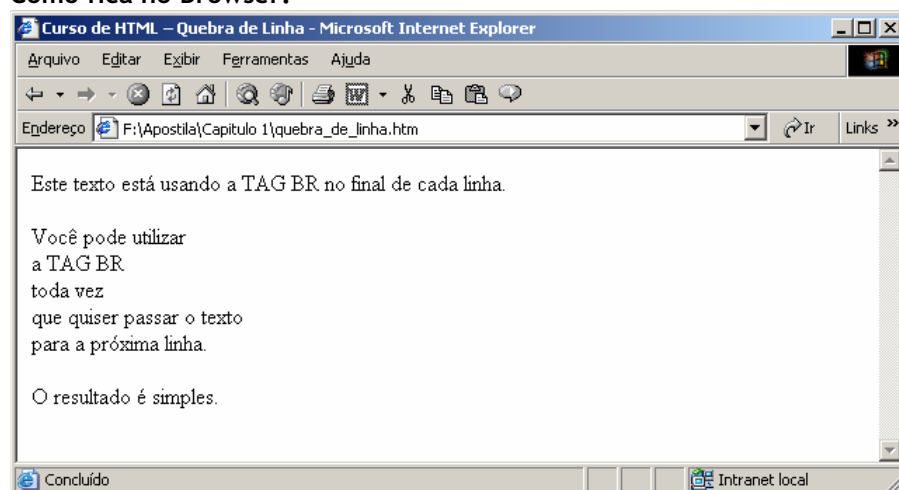 Como fica no Browser:
Curso de HTML – Quebra de Linha - Microsoft Internet Explorer
Arquivo Editar Exibir Ferramentas Ajuda
Endereço F:\Apostila\Capitulo 1\quebra_de_linha.htm Ir Links »
Este texto está usando a TAG BR no final de cada linha.
Você pode utilizar
a TAG BR
toda vez
que quiser passar o texto
para a próxima linha.
O resultado é simples.
Concluído Intranet local